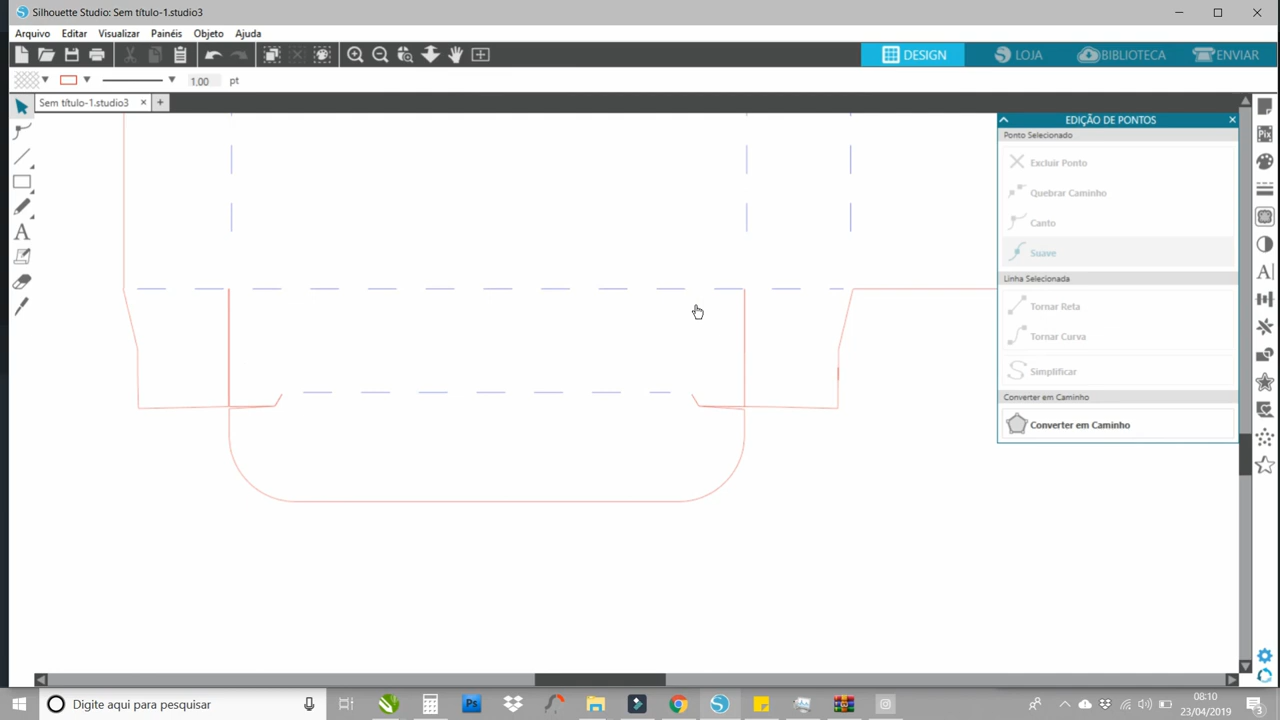 Silhouette Studio: Sem título-1.studio3
Arquivo Editar Visualizar Painéis Objeto Ajuda
DESIGN LOJA BIBLIOTECA ENVIAR
1.00 pt
Sem título-1.studio3
EDIÇÃO DE PONTOS
Ponto Selecionado
Excluir Ponto
Quebrar Caminho
Canto
Suave
Linha Selecionada
Tornar Reta
Tornar Curva
Simplificar
Converter em Caminho
Converter em Caminho
Digite aqui para pesquisar
08:10
23/04/2019